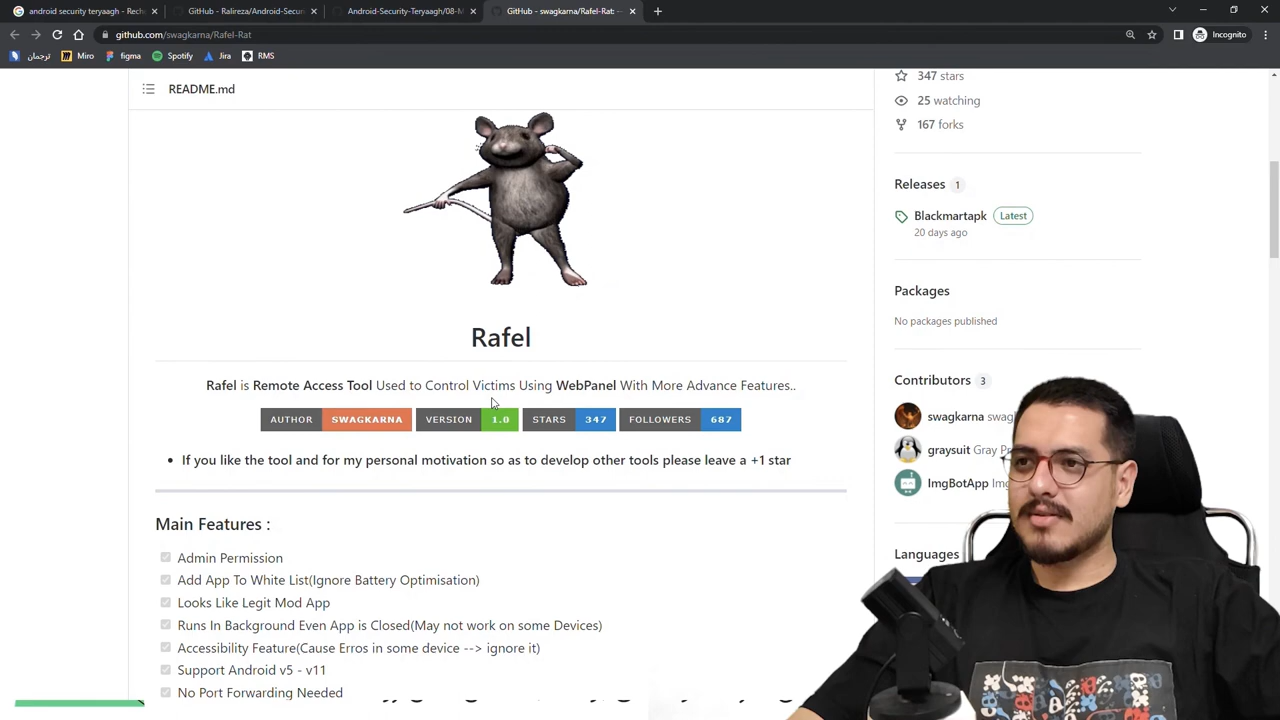 android security teryaagh - Rech
GitHub - Ralireza/Android-Securi
Android-Security-Teryaagh/08-M
GitHub - swagkarna/Rafel-Rat: --
github.com/swagkarna/Rafel-Rat
Incognito
ترجمان
Miro
figma
Spotify
Jira
RMS
README.md
347 stars
25 watching
167 forks
Releases 1
Blackmartapk Latest
20 days ago
Packages
No packages published
Contributors 3
swagkarna swag
graysuit Gray P
ImgBotApp Im
Languages
Rafel
Rafel is Remote Access Tool Used to Control Victims Using WebPanel With More Advance Features..
AUTHOR SWAGKARNA VERSION 1.0 STARS 347 FOLLOWERS 687
If you like the tool and for my personal motivation so as to develop other tools please leave a +1 star
Main Features :
Admin Permission
Add App To White List(Ignore Battery Optimisation)
Looks Like Legit Mod App
Runs In Background Even App is Closed(May not work on some Devices)
Accessibility Feature(Cause Erros in some device --> ignore it)
Support Android v5 - v11
No Port Forwarding Needed